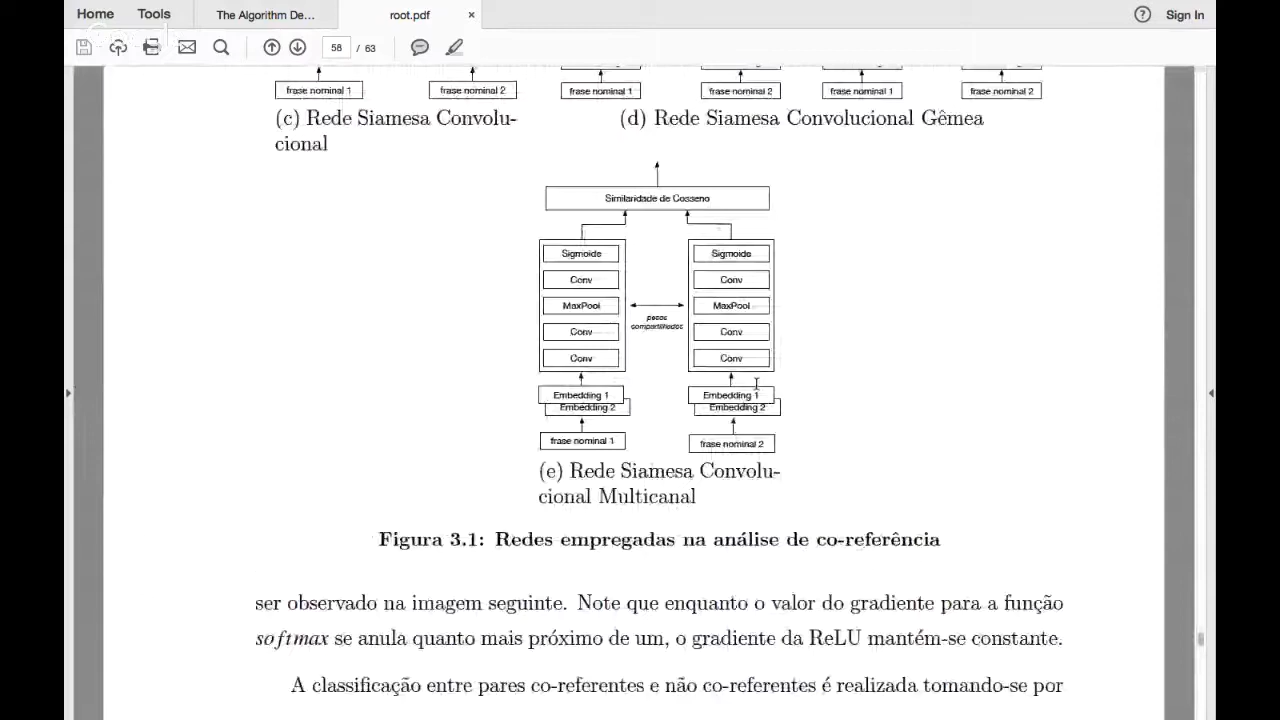 Home Tools The Algorithm De... root.pdf × Sign In
58 / 63
frase nominal 1 frase nominal 2 frase nominal 1 frase nominal 2 frase nominal 1 frase nominal 2
(c) Rede Siamesa Convolu-
cional
(d) Rede Siamesa Convolucional Gêmea
Similaridade de Cosseno
Sigmoide Sigmoide
Conv Conv
MaxPool MaxPool
pesos
compartilhados
Conv Conv
Conv Conv
Embedding 1 Embedding 1
Embedding 2 Embedding 2
frase nominal 1 frase nominal 2
(e) Rede Siamesa Convolu-
cional Multicanal
Figura 3.1: Redes empregadas na análise de co-referência
ser observado na imagem seguinte. Note que enquanto o valor do gradiente para a função
softmax se anula quanto mais próximo de um, o gradiente da ReLU mantém-se constante.
A classificação entre pares co-referentes e não co-referentes é realizada tomando-se por